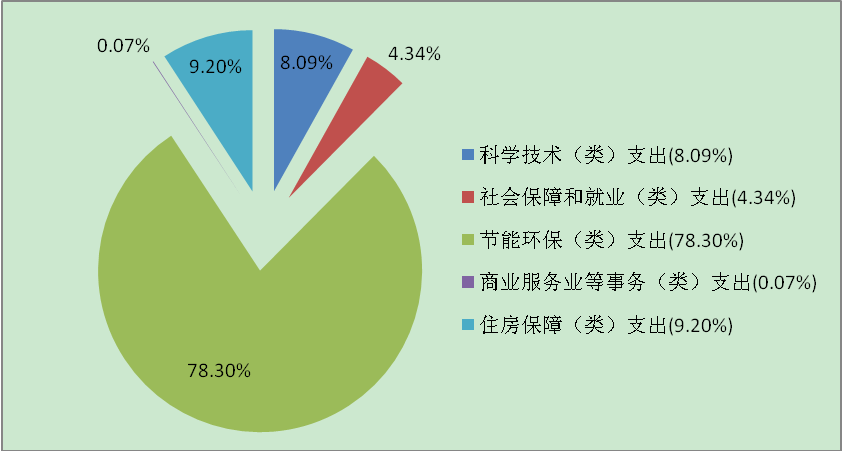 0.07%
9.20%
8.09%
4.34%
78.30%
科学技术（类）支出(8.09%)
社会保障和就业（类）支出(4.34%)
节能环保（类）支出(78.30%)
商业服务业等事务（类）支出(0.07%)
住房保障（类）支出(9.20%)